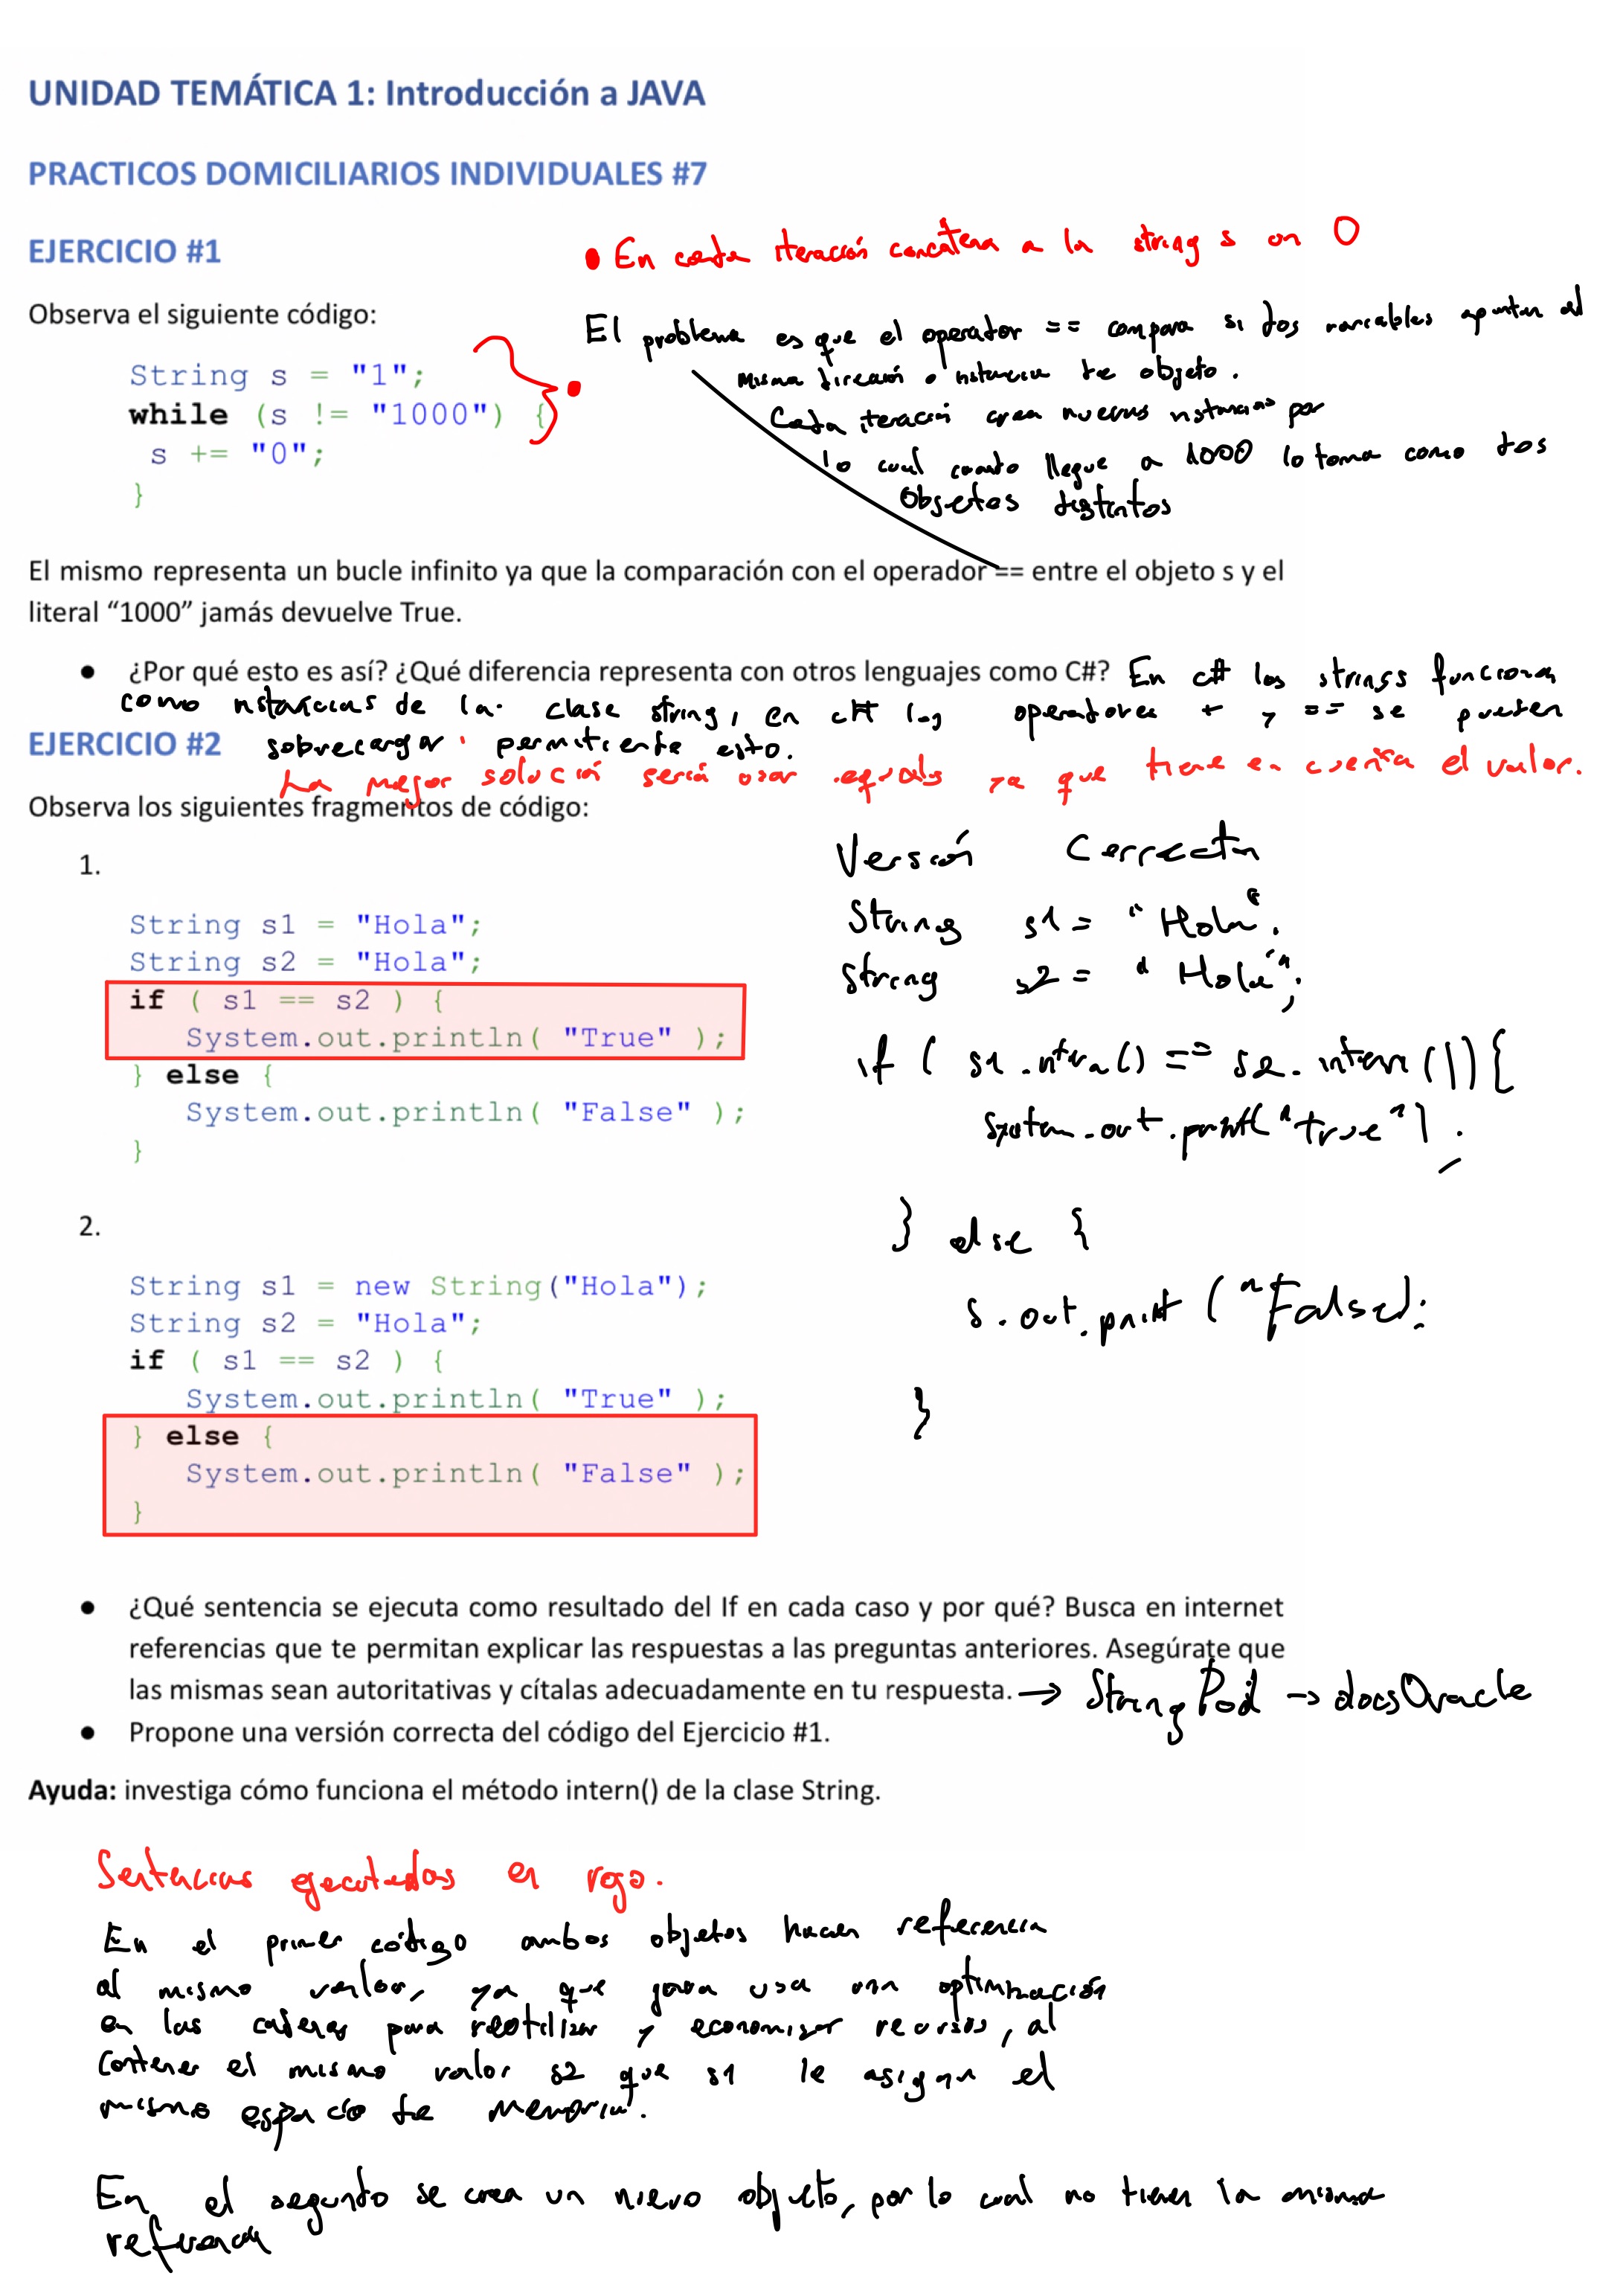 UNIDAD TEMÁTICA 1: Introducción a JAVA
PRACTICOS DOMICILIARIOS INDIVIDUALES #7
EJERCICIO #1
• En cada iteración concatena a la string s un 0
Observa el siguiente código:
String s = "1";
while (s != "1000") {
s += "0";
}
El problema es que el operador == compara si dos variables apuntan al
misma dirección o instancia de objeto.
Cada iteración crea nuevas instancias por
lo cual cuando llegue a 1000 lo toma como dos
objetos distintos
El mismo representa un bucle infinito ya que la comparación con el operador == entre el objeto s y el
literal “1000” jamás devuelve True.
• ¿Por qué esto es así? ¿Qué diferencia representa con otros lenguajes como C#? En c# los strings funcionan
como instancias de la clase string, en c# los operadores + y == se pueden
sobrecargar permitiendo esto.
La mejor solución sería usar .equals ya que tiene en cuenta el valor.
EJERCICIO #2
Observa los siguientes fragmentos de código:
1.
String s1 = "Hola";
String s2 = "Hola";
if ( s1 == s2 ) {
System.out.println( "True" );
} else {
System.out.println( "False" );
}
Versión Correcta
String s1 = "Hola".
String s2 = "Hola";
if ( s1.intern() == s2.intern()){
System.out.print("true");
} else {
S.out.print ("False);
}
2.
String s1 = new String("Hola");
String s2 = "Hola";
if ( s1 == s2 ) {
System.out.println( "True" );
} else {
System.out.println( "False" );
}
• ¿Qué sentencia se ejecuta como resultado del If en cada caso y por qué? Busca en internet
referencias que te permitan explicar las respuestas a las preguntas anteriores. Asegúrate que
las mismas sean autoritativas y cítalas adecuadamente en tu respuesta. → String Pool → docsOracle
• Propone una versión correcta del código del Ejercicio #1.
Ayuda: investiga cómo funciona el método intern() de la clase String.
Sentencias ejecutadas en rojo.
En el primer código ambos objetos hacen referencia
al mismo valor, ya que java usa una optimización
en las cadenas para reutilizar y economizar recursos, al
contener el mismo valor s2 que s1 le asigna el
mismo espacio de memoria.
En el segundo se crea un nuevo objeto, por lo cual no tienen la misma
referencia